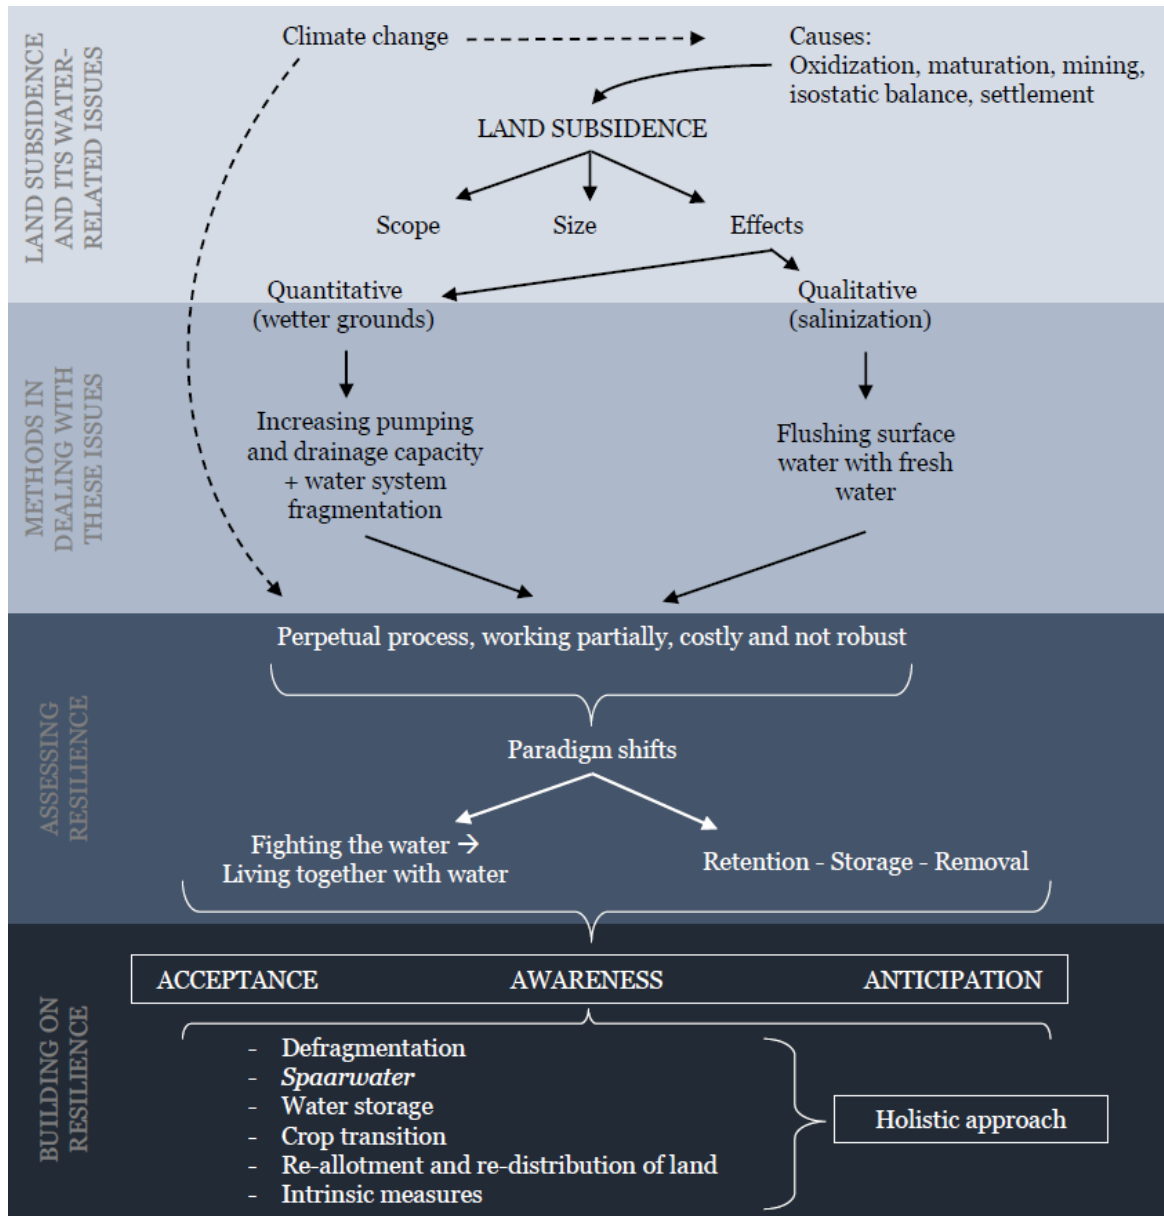 LAND SUBSIDENCE
AND ITS WATER-
RELATED ISSUES
Climate change
Causes:
Oxidization, maturation, mining,
isostatic balance, settlement
LAND SUBSIDENCE
Scope
Size
Effects
Quantitative
(wetter grounds)
Qualitative
(salinization)
METHODS IN
DEALING WITH
THESE ISSUES
Increasing pumping
and drainage capacity
+ water system
fragmentation
Flushing surface
water with fresh
water
ASSESSING
RESILIENCE
Perpetual process, working partially, costly and not robust
Paradigm shifts
Fighting the water →
Living together with water
Retention - Storage - Removal
BUILDING ON
RESILIENCE
ACCEPTANCE
AWARENESS
ANTICIPATION
- Defragmentation
- Spaarwater
- Water storage
- Crop transition
- Re-allotment and re-distribution of land
- Intrinsic measures
Holistic approach